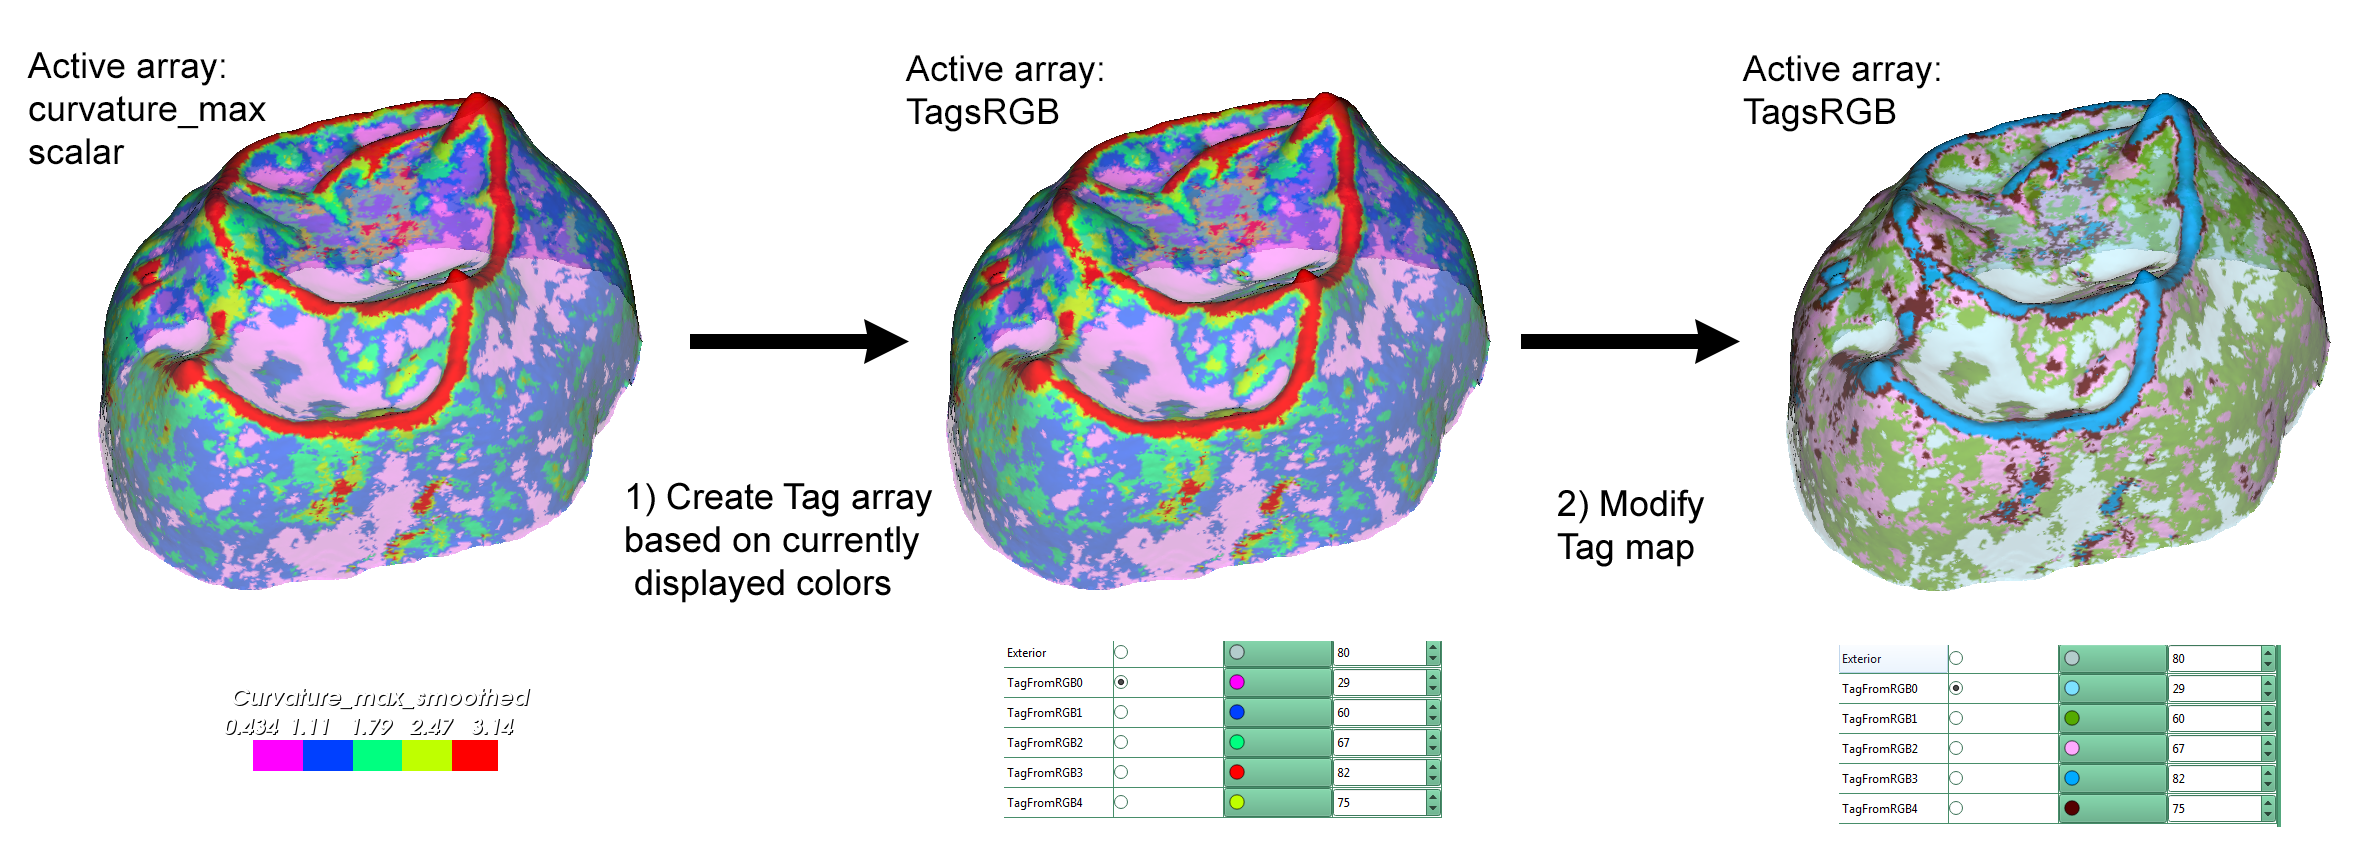 Active array:
curvature_max
scalar
Active array:
TagsRGB
Active array:
TagsRGB
1) Create Tag array
based on currently
displayed colors
2) Modify
Tag map
Curvature_max_smoothed
0.434 1.11 1.79 2.47 3.14
Exterior 80
TagFromRGB0 29
TagFromRGB1 60
TagFromRGB2 67
TagFromRGB3 82
TagFromRGB4 75
Exterior 80
TagFromRGB0 29
TagFromRGB1 60
TagFromRGB2 67
TagFromRGB3 82
TagFromRGB4 75